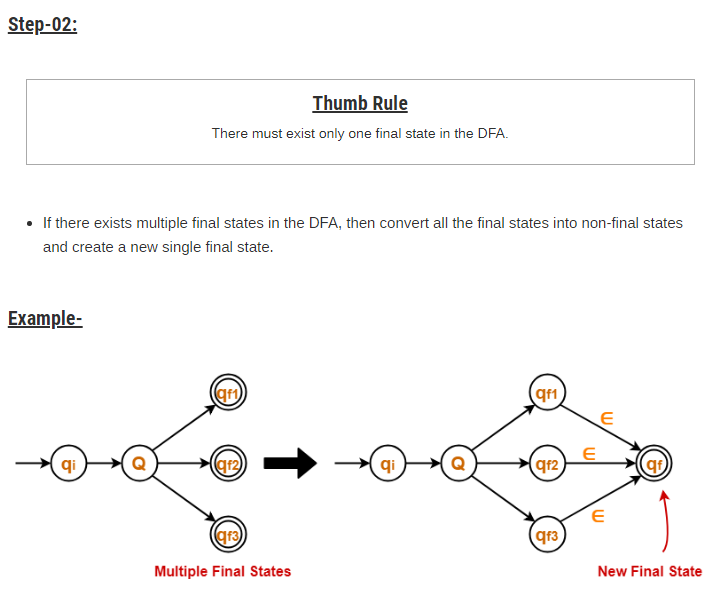 Step-02:
Thumb Rule
There must exist only one final state in the DFA.
• If there exists multiple final states in the DFA, then convert all the final states into non-final states
and create a new single final state.
Example-
qf1
qi
Q
qf2
qf3
Multiple Final States
qf1
∈
qi
Q
qf2
∈
qf
∈
qf3
New Final State